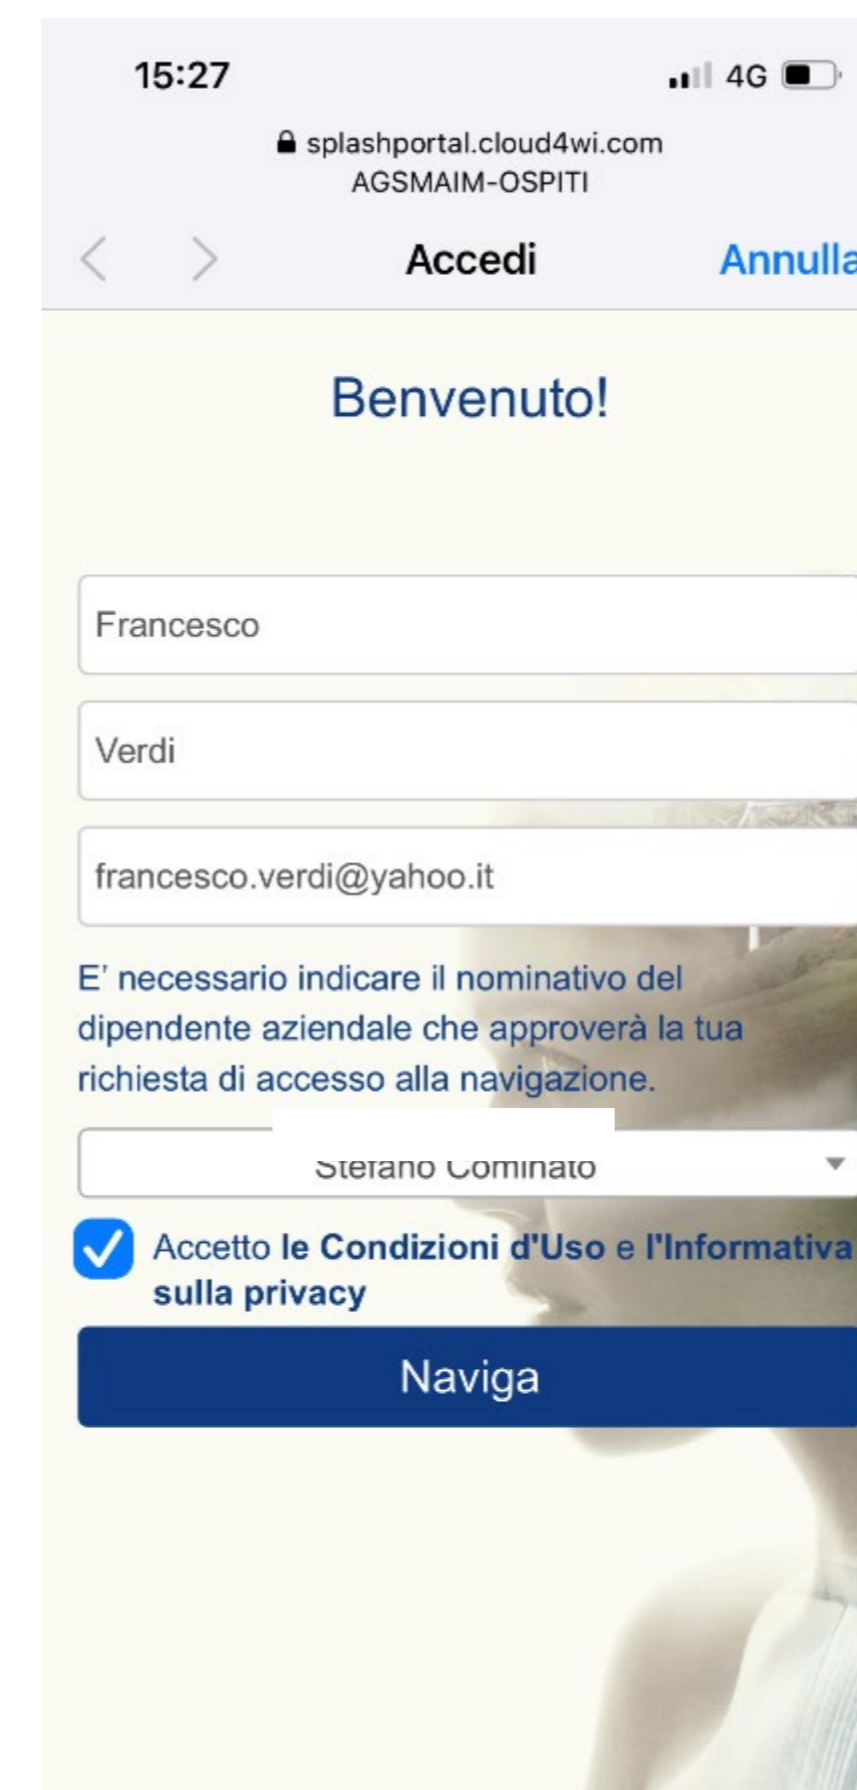 15:27 4G
splashportal.cloud4wi.com
AGSMAIM-OSPITI
Accedi Annulla
Benvenuto!
Francesco
Verdi
francesco.verdi@yahoo.it
E' necessario indicare il nominativo del
dipendente aziendale che approverà la tua
richiesta di accesso alla navigazione.
Stefano Cominato
Accetto le Condizioni d'Uso e l'Informativa
sulla privacy
Naviga